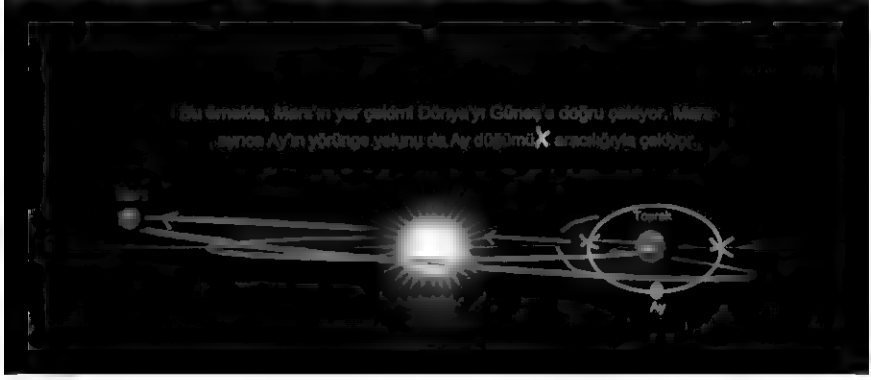 Bu örnekte, Mars'ın yer çekimi Dünya'yı Güneş'e doğru çekiyor. Mars
ayrıca Ay'ın yörünge yolunu da Ay düğümü X aracılığıyla çekiyor.
Toprak
Ay